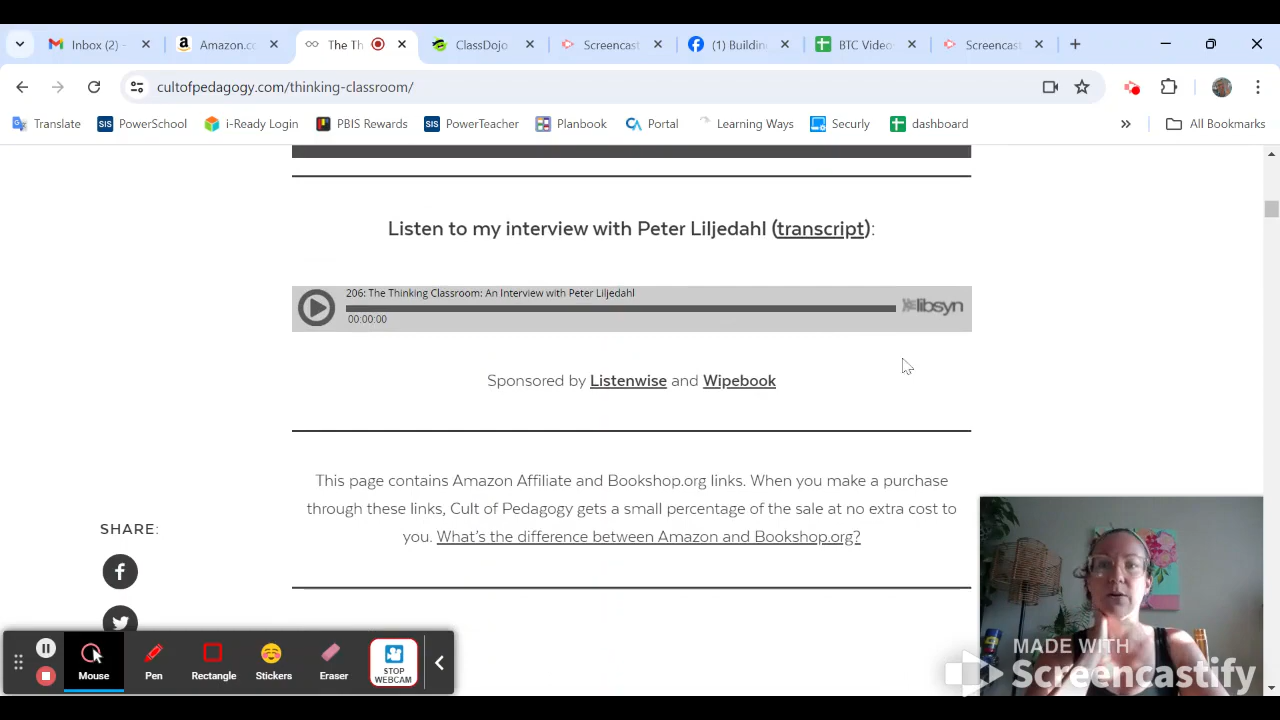 Inbox (2) -
Amazon.c
The Th
ClassDojo
Screencast
(1) Buildin
BTC Video
Screencast
cultofpedagogy.com/thinking-classroom/
Translate
SIS
PowerSchool
i-Ready Login
PBIS Rewards
SIS
PowerTeacher
Planbook
CA
Portal
Learning Ways
Securly
dashboard
All Bookmarks
Listen to my interview with Peter Liljedahl (transcript):
206: The Thinking Classroom: An Interview with Peter Liljedahl
libsyn
00:00:00
Sponsored by Listenwise and Wipebook
This page contains Amazon Affiliate and Bookshop.org links. When you make a purchase
through these links, Cult of Pedagogy gets a small percentage of the sale at no extra cost to
you. What's the difference between Amazon and Bookshop.org?
SHARE:
Mouse
Pen
Rectangle
Stickers
Eraser
STOP
WEBCAM
MADE WITH
Screencastify